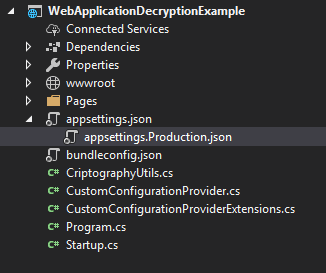 WebApplicationDecryptionExample
Connected Services
Dependencies
Properties
wwwroot
Pages
appsettings.json
appsettings.Production.json
bundleconfig.json
C# CriptographyUtils.cs
C# CustomConfigurationProvider.cs
C# CustomConfigurationProviderExtensions.cs
C# Program.cs
C# Startup.cs